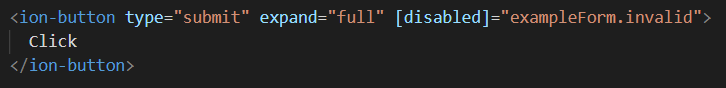 <ion-button type="submit" expand="full" [disabled]="exampleForm.invalid">
Click
</ion-button>